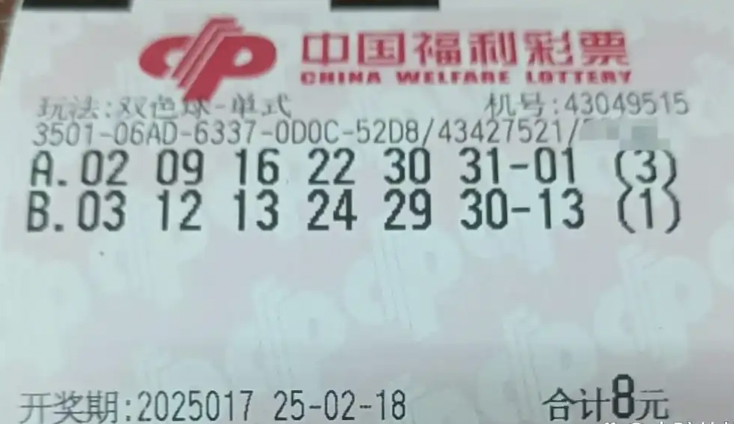 中国福利彩票
CHINA WELFARE LOTTERY
玩法:双色球-单式 机号:43049515
3501-06AD-6337-0D0C-52D8/43427521/
A.02 09 16 22 30 31-01 (3)
B.03 12 13 24 29 30-13 (1)
开奖期:2025017 25-02-18 合计8元